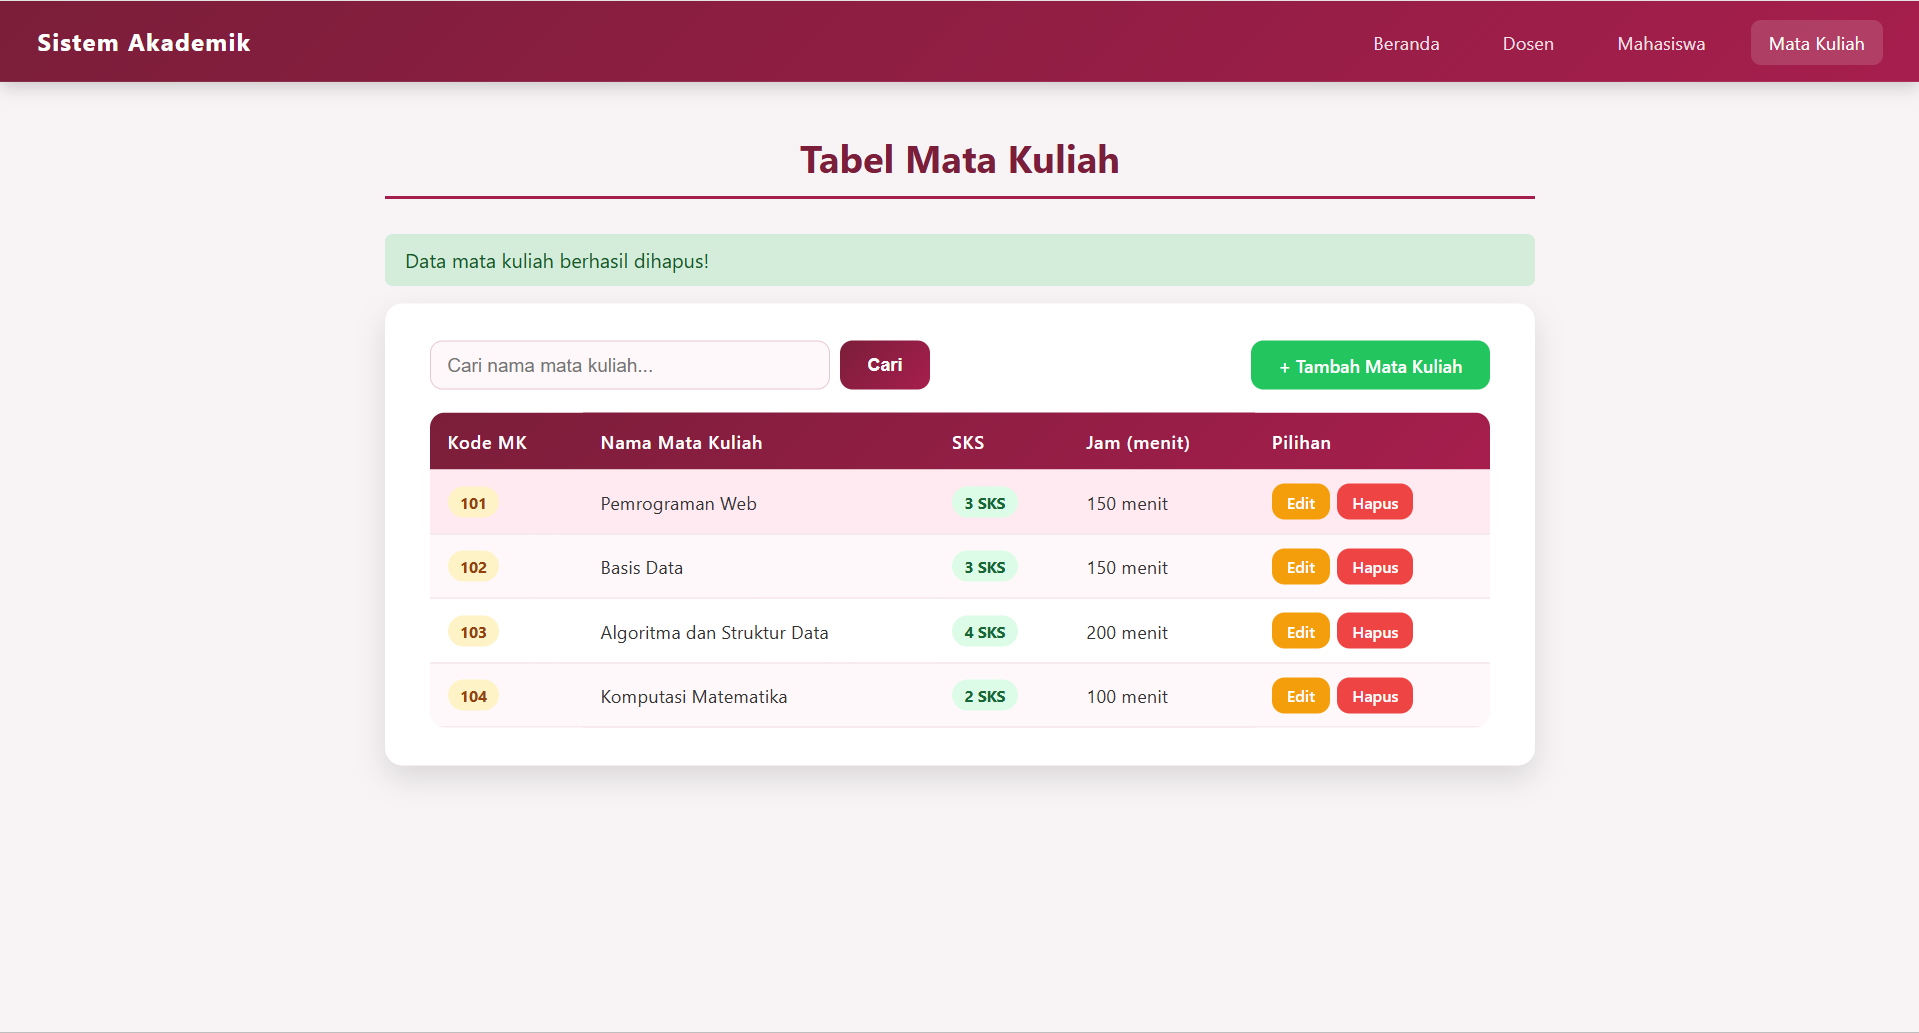 Sistem Akademik Beranda Dosen Mahasiswa Mata Kuliah
Tabel Mata Kuliah
Data mata kuliah berhasil dihapus!
Cari nama mata kuliah... Cari + Tambah Mata Kuliah
Kode MK Nama Mata Kuliah SKS Jam (menit) Pilihan
101 Pemrograman Web 3 SKS 150 menit Edit Hapus
102 Basis Data 3 SKS 150 menit Edit Hapus
103 Algoritma dan Struktur Data 4 SKS 200 menit Edit Hapus
104 Komputasi Matematika 2 SKS 100 menit Edit Hapus